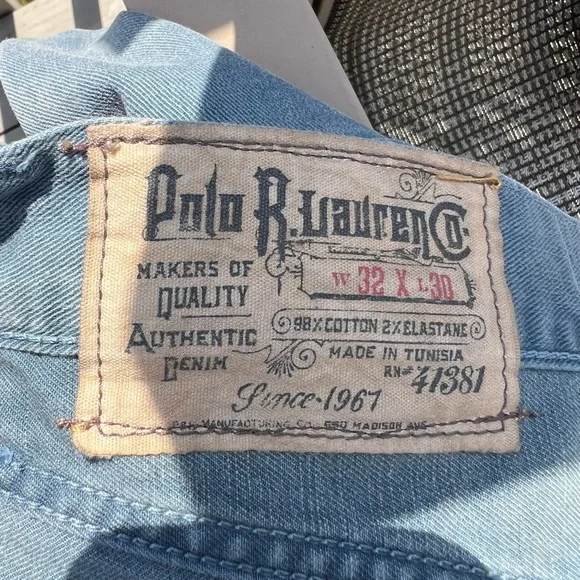 Polo R. Lauren Co.
MAKERS OF
QUALITY
W 32 X L 30
AUTHENTIC
DENIM
98% COTTON 2% ELASTANE
MADE IN TUNISIA
RN# 41381
Since 1967
P.R.L. MANUFACTURING CO. 650 MADISON AVE.